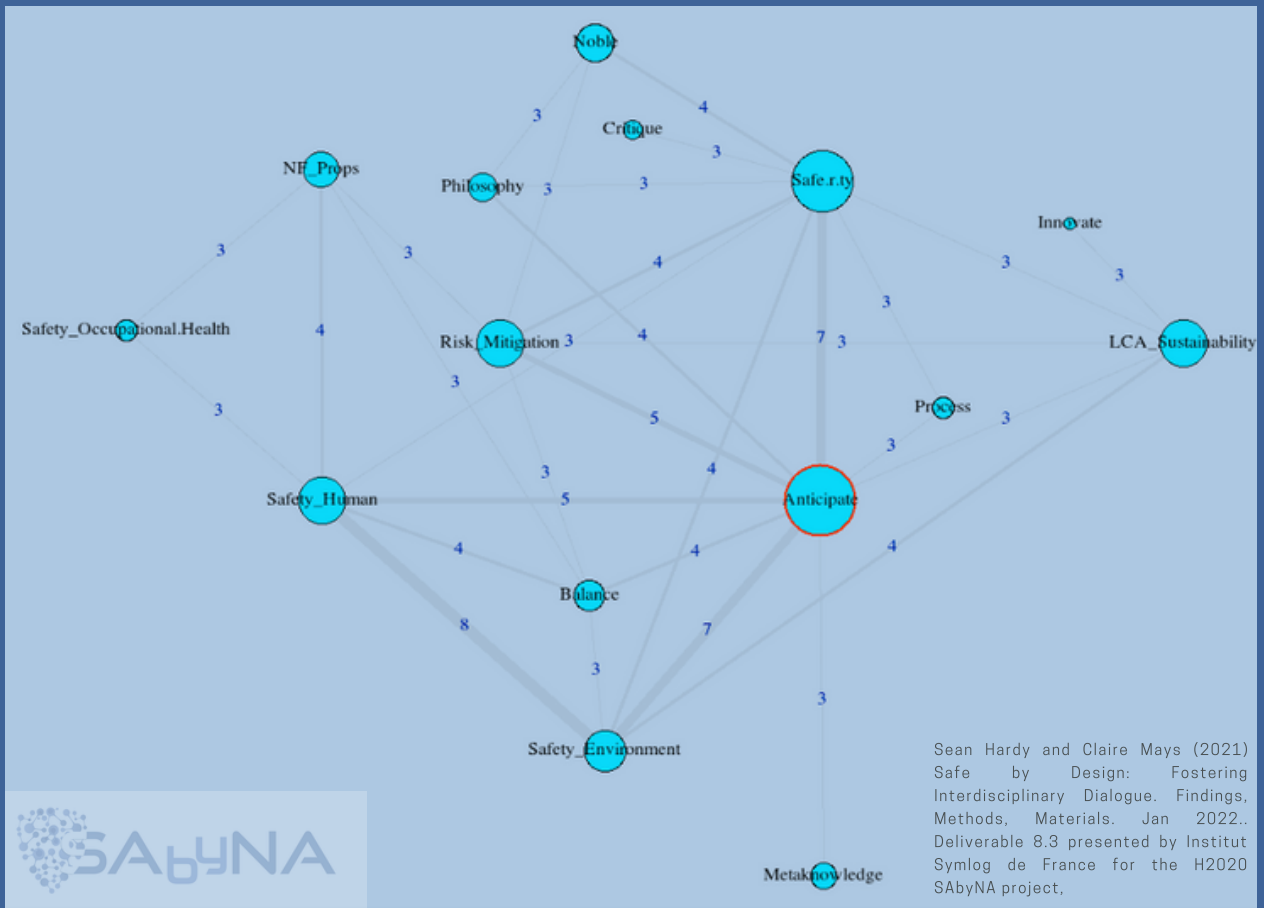 Noble
4
3
Critique
3
NF_Props
Philosophy
3
3
Safe.r.ty
Innovate
3
3
4
3
3
3
Safety_Occupational.Health
4
Risk_Mitigation
3
4
7
3
LCA_Sustainability
3
3
Process
5
3
3
4
3
Safety_Human
5
Anticipate
4
4
4
Balance
8
7
3
3
Safety_Environment
Metaknowledge
Sean Hardy and Claire Mays (2021)
Safe by Design: Fostering
Interdisciplinary Dialogue. Findings,
Methods, Materials. Jan 2022..
Deliverable 8.3 presented by Institut
Symlog de France for the H2020
SAbyNA project,
SAbyNA